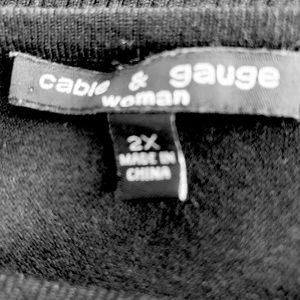 cable & gauge
woman
2X
MADE IN
CHINA